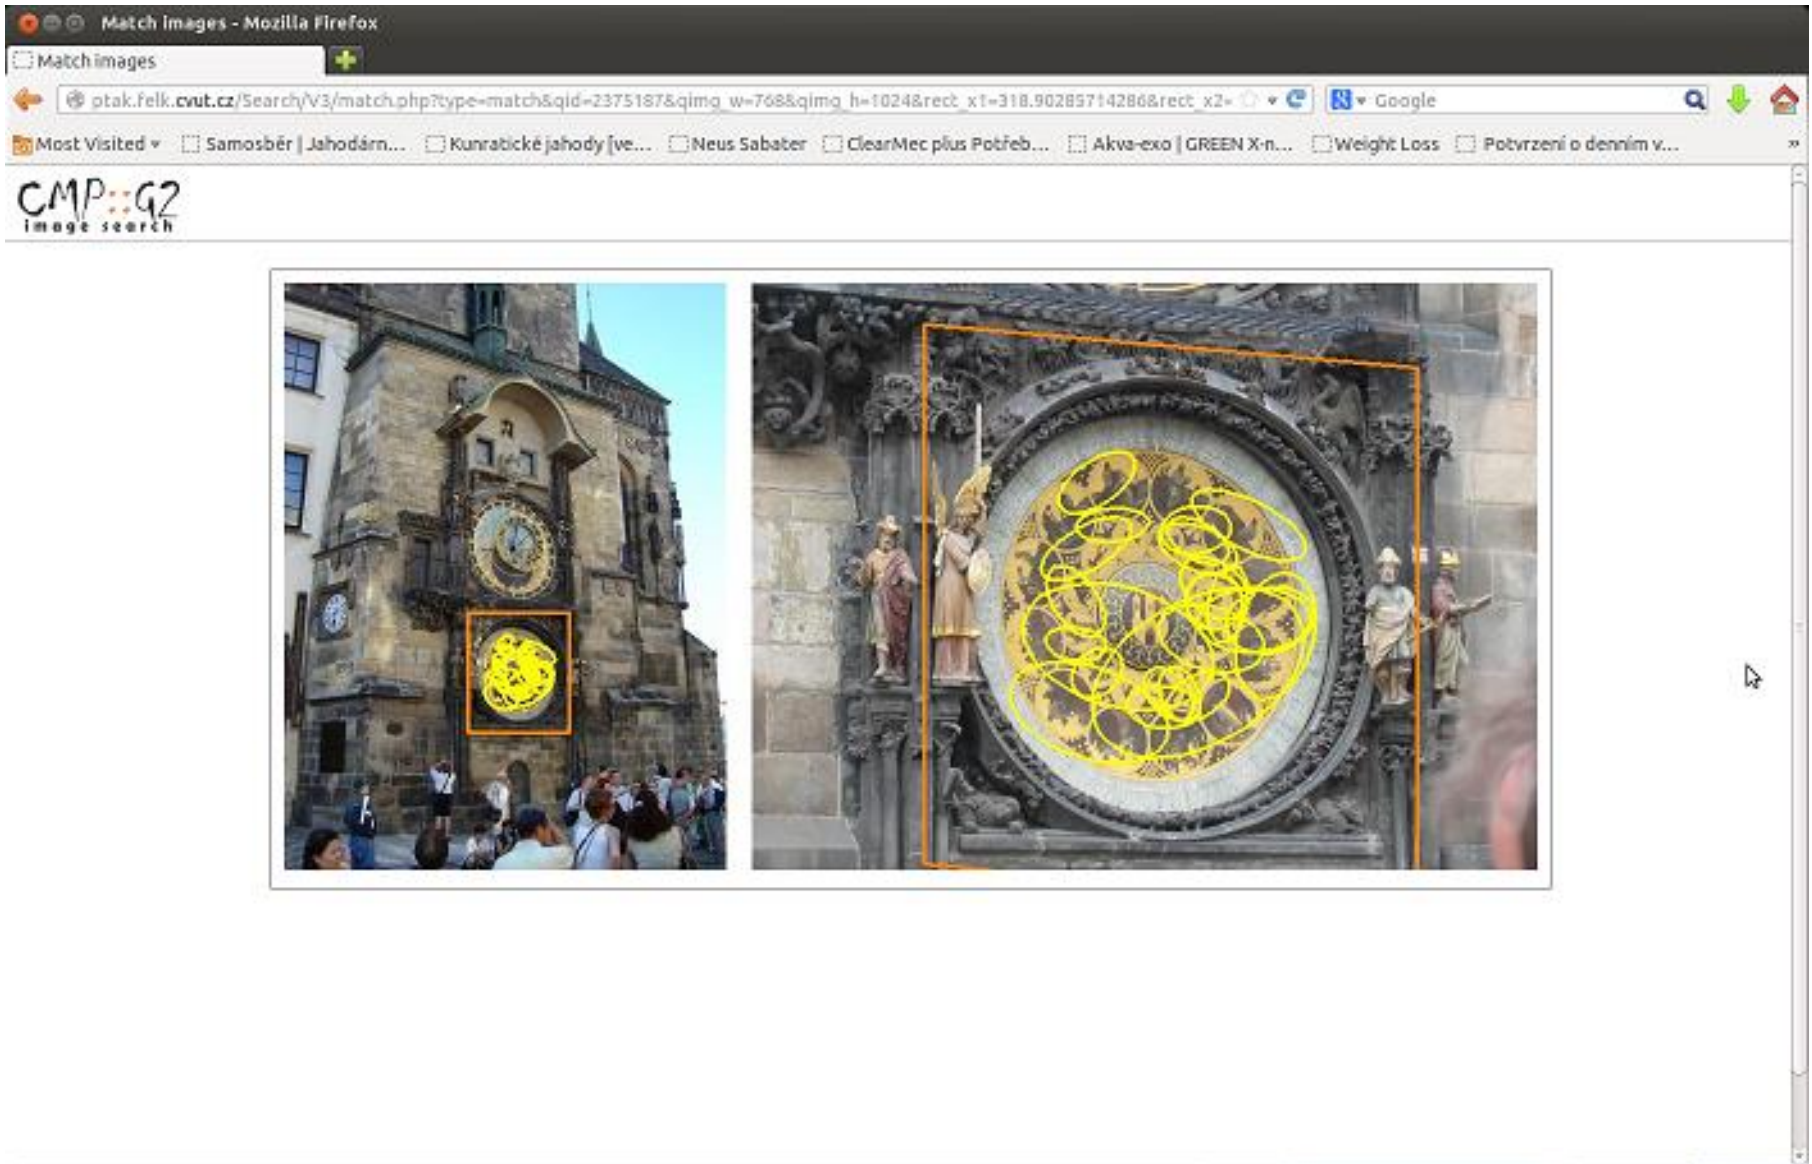 Match images - Mozilla Firefox
Match images
ptak.felk.cvut.cz/Search/V3/match.php?type=match&qid=2375187&qimg_w=768&qimg_h=1024&rect_x1=318.90285714286&rect_x2=
Google
Most Visited
Samosběr | Jahodárn...
Kunratické jahody [ve...
Neus Sabater
ClearMec plus Potřeb...
Akva-exo | GREEN X-n...
Weight Loss
Potvrzení o denním v...
»
CMP::G2
image search